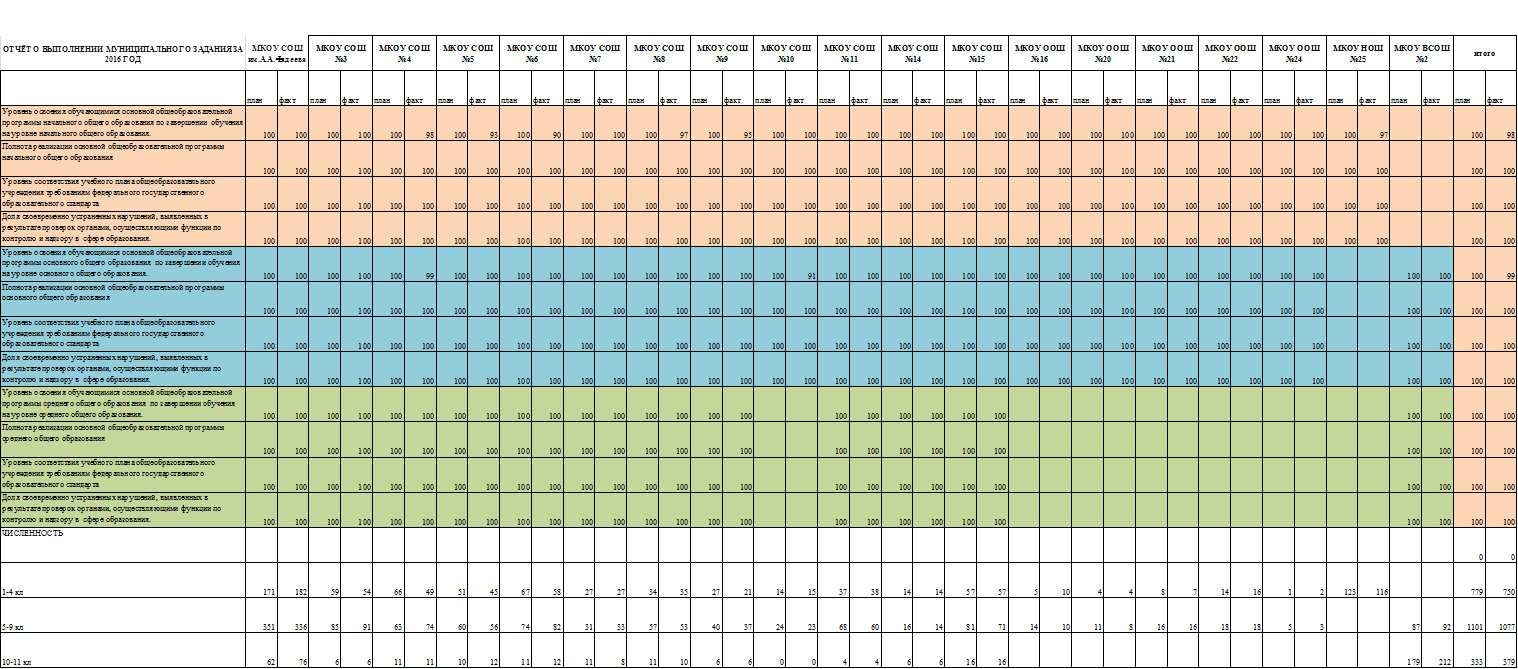 ОТЧЁТ О ВЫПОЛНЕНИИ МУНИЦИПАЛЬНОГО ЗАДАНИЯ ЗА
2016 ГОД
МКОУ СОШ МКОУ СОШ МКОУ СОШ МКОУ СОШ МКОУ СОШ МКОУ СОШ МКОУ СОШ МКОУ СОШ МКОУ СОШ МКОУ СОШ МКОУ СОШ МКОУ СОШ МКОУ ООШ МКОУ ООШ МКОУ ООШ МКОУ ООШ МКОУ ООШ МКОУ НОШ МКОУ ВСОШ итого
им.А.А. №3 №4 №5 №6 №7 №8 №9 №10 №11 №14 №15 №16 №20 №21 №22 №24 №25 №2
план факт план факт план факт план факт план факт план факт план факт план факт план факт план факт план факт план факт план факт план факт план факт план факт план факт план факт план факт план факт
Уровень освоения обучающимися основной общеобразовательной
программы начального общего образования по завершении обучения
на уровне начального общего образования.
100 100 100 100 100 98 100 93 100 90 100 100 100 97 100 95 100 100 100 100 100 100 100 100 100 100 100 100 100 100 100 100 100 100 100 97 100 98
Полнота реализации основной общеобразовательной программы
начального общего образования
100 100 100 100 100 100 100 100 100 100 100 100 100 100 100 100 100 100 100 100 100 100 100 100 100 100 100 100 100 100 100 100 100 100 100 100 100 100
Уровень соответствия учебного плана общеобразовательного
учреждения требованиям федерального государственного
образовательного стандарта
100 100 100 100 100 100 100 100 100 100 100 100 100 100 100 100 100 100 100 100 100 100 100 100 100 100 100 100 100 100 100 100 100 100 100 100 100 100
Доля своевременно устраненных нарушений, выявленных в
результате проверок органами, осуществляющими функции по
контролю и надзору в сфере образования.
100 100 100 100 100 100 100 100 100 100 100 100 100 100 100 100 100 100 100 100 100 100 100 100 100 100 100 100 100 100 100 100 100 100 100 100 100 100
Уровень освоения обучающимися основной общеобразовательной
программы основного общего образования по завершении обучения
на уровне основного общего образования.
100 100 100 100 100 99 100 100 100 100 100 100 100 100 100 100 100 91 100 100 100 100 100 100 100 100 100 100 100 100 100 100 100 100 100 100 100 99
Полнота реализации основной общеобразовательной программы
основного общего образования
100 100 100 100 100 100 100 100 100 100 100 100 100 100 100 100 100 100 100 100 100 100 100 100 100 100 100 100 100 100 100 100 100 100 100 100 100 100
Уровень соответствия учебного плана общеобразовательного
учреждения требованиям федерального государственного
образовательного стандарта
100 100 100 100 100 100 100 100 100 100 100 100 100 100 100 100 100 100 100 100 100 100 100 100 100 100 100 100 100 100 100 100 100 100 100 100 100 100
Доля своевременно устраненных нарушений, выявленных в
результате проверок органами, осуществляющими функции по
контролю и надзору в сфере образования.
100 100 100 100 100 100 100 100 100 100 100 100 100 100 100 100 100 100 100 100 100 100 100 100 100 100 100 100 100 100 100 100 100 100 100 100 100 100
Уровень освоения обучающимися основной общеобразовательной
программы среднего общего образования по завершении обучения
на уровне среднего общего образования.
100 100 100 100 100 100 100 100 100 100 100 100 100 100 100 100 100 100 100 100 100 100 100 100 100 100
Полнота реализации основной общеобразовательной программы
среднего общего образования
100 100 100 100 100 100 100 100 100 100 100 100 100 100 100 100 100 100 100 100 100 100 100 100 100 100
Уровень соответствия учебного плана общеобразовательного
учреждения требованиям федерального государственного
образовательного стандарта
100 100 100 100 100 100 100 100 100 100 100 100 100 100 100 100 100 100 100 100 100 100 100 100 100 100
Доля своевременно устраненных нарушений, выявленных в
результате проверок органами, осуществляющими функции по
контролю и надзору в сфере образования.
100 100 100 100 100 100 100 100 100 100 100 100 100 100 100 100 100 100 100 100 100 100 100 100 100 100
ЧИСЛЕННОСТЬ
0 0
1-4 кл 171 182 59 54 66 49 51 45 67 58 27 27 34 35 27 21 14 15 37 38 14 14 57 57 5 10 4 4 8 7 14 16 1 2 123 116 779 750
5-9 кл 351 336 85 91 63 74 60 56 74 82 31 33 57 53 40 37 24 23 68 60 16 14 81 71 14 10 11 8 16 16 18 18 5 3 87 92 1101 1077
10-11 кл 62 76 6 6 11 11 10 12 11 12 11 8 11 10 6 6 0 0 4 4 6 6 16 16 179 212 333 379